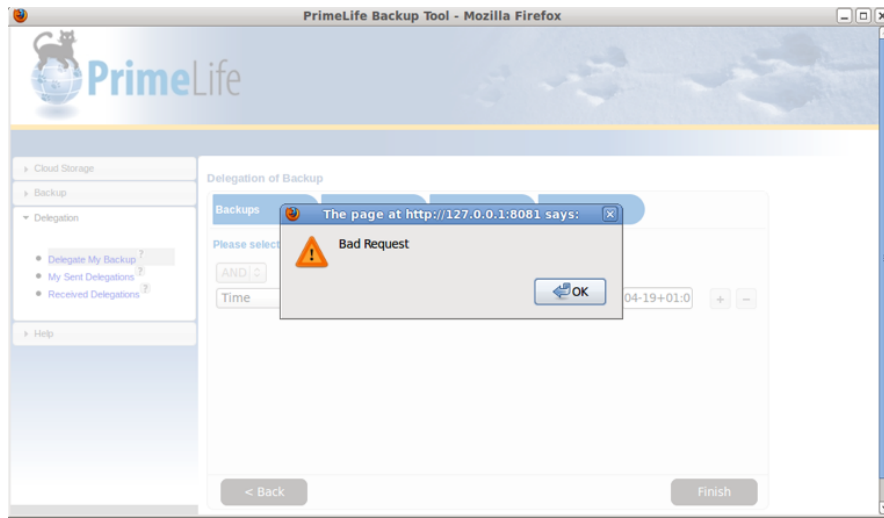 PrimeLife Backup Tool - Mozilla Firefox
PrimeLife
Cloud Storage
Backup
Delegation
Delegate My Backup ?
My Sent Delegations ?
Received Delegations ?
Help
Delegation of Backup
Backups
Please select
AND
Time
04-19+01:0
+ −
The page at http://127.0.0.1:8081 says:
Bad Request
OK
< Back
Finish